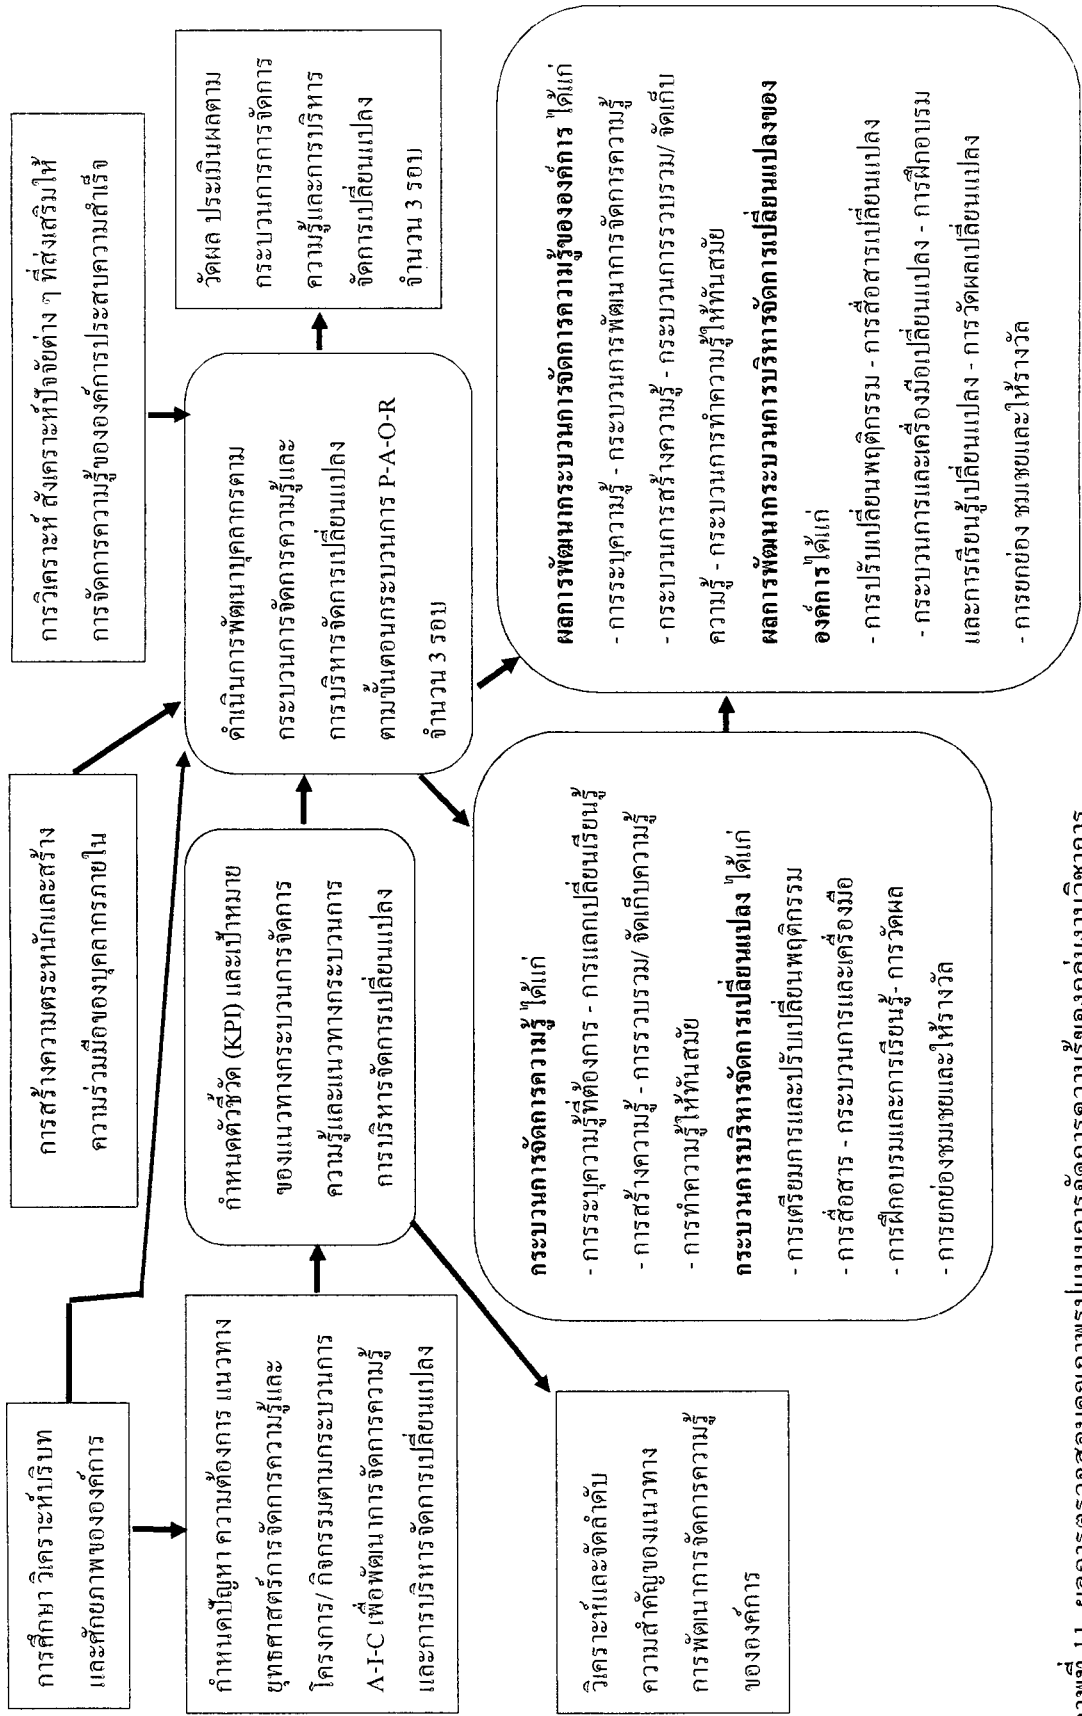 การศึกษา วิเคราะห์บริบท
และศักยภาพขององค์การ
การสร้างความตระหนักและสร้าง
ความร่วมมือของบุคลากรภายใน
การวิเคราะห์ สังเคราะห์ปัจจัยต่าง ๆ ที่ส่งเสริมให้
การจัดการความรู้ขององค์การประสบความสำเร็จ
กำหนดปัญหา ความต้องการ แนวทาง
ยุทธศาสตร์การจัดการความรู้และ
โครงการ/ กิจกรรมตามกระบวนการ
A-I-C เพื่อพัฒนาการจัดการความรู้
และการบริหารจัดการเปลี่ยนแปลง
กำหนดตัวชี้วัด (KPI) และเป้าหมาย
ของแนวทางกระบวนการจัดการ
ความรู้และแนวทางกระบวนการ
การบริหารจัดการเปลี่ยนแปลง
ดำเนินการพัฒนาบุคลากรตาม
กระบวนการจัดการความรู้และ
การบริหารจัดการเปลี่ยนแปลง
ตามขั้นตอนกระบวนการ P-A-O-R
จำนวน 3 รอบ
วัดผล ประเมินผลตาม
กระบวนการการจัดการ
ความรู้และการบริหาร
จัดการเปลี่ยนแปลง
จำนวน 3 รอบ
วิเคราะห์และจัดลำดับ
ความสำคัญของแนวทาง
การพัฒนาการจัดการความรู้
ขององค์การ
กระบวนการจัดการความรู้ ได้แก่
- การระบุความรู้ที่ต้องการ - การแลกเปลี่ยนเรียนรู้
- การสร้างความรู้ - การรวบรวม/ จัดเก็บความรู้
- การทำความรู้ให้ทันสมัย
กระบวนการบริหารจัดการเปลี่ยนแปลง ได้แก่
- การเตรียมการและปรับเปลี่ยนพฤติกรรม
- การสื่อสาร - กระบวนการและเครื่องมือ
- การฝึกอบรมและการเรียนรู้ - การวัดผล
- การยกย่องชมเชยและให้รางวัล
ผลการพัฒนากระบวนการจัดการความรู้ขององค์การ ได้แก่
- การระบุความรู้ - กระบวนการพัฒนาการจัดการความรู้
- กระบวนการสร้างความรู้ - กระบวนการรวบรวม/ จัดเก็บ
ความรู้ - กระบวนการทำความรู้ให้ทันสมัย
ผลการพัฒนากระบวนการบริหารจัดการเปลี่ยนแปลงของ
องค์การได้แก่
- การปรับเปลี่ยนพฤติกรรม - การสื่อสารเปลี่ยนแปลง
- กระบวนการและเครื่องมือเปลี่ยนแปลง - การฝึกอบรม
และการเรียนรู้เปลี่ยนแปลง - การวัดผลเปลี่ยนแปลง
- การยกย่อง ชมเชยและให้รางวัล
ภาพที่ 11 ผลการตรวจสอบดุลยภาพรูปแบบการจัดการความรู้ของกลุ่มงานวิชาการ